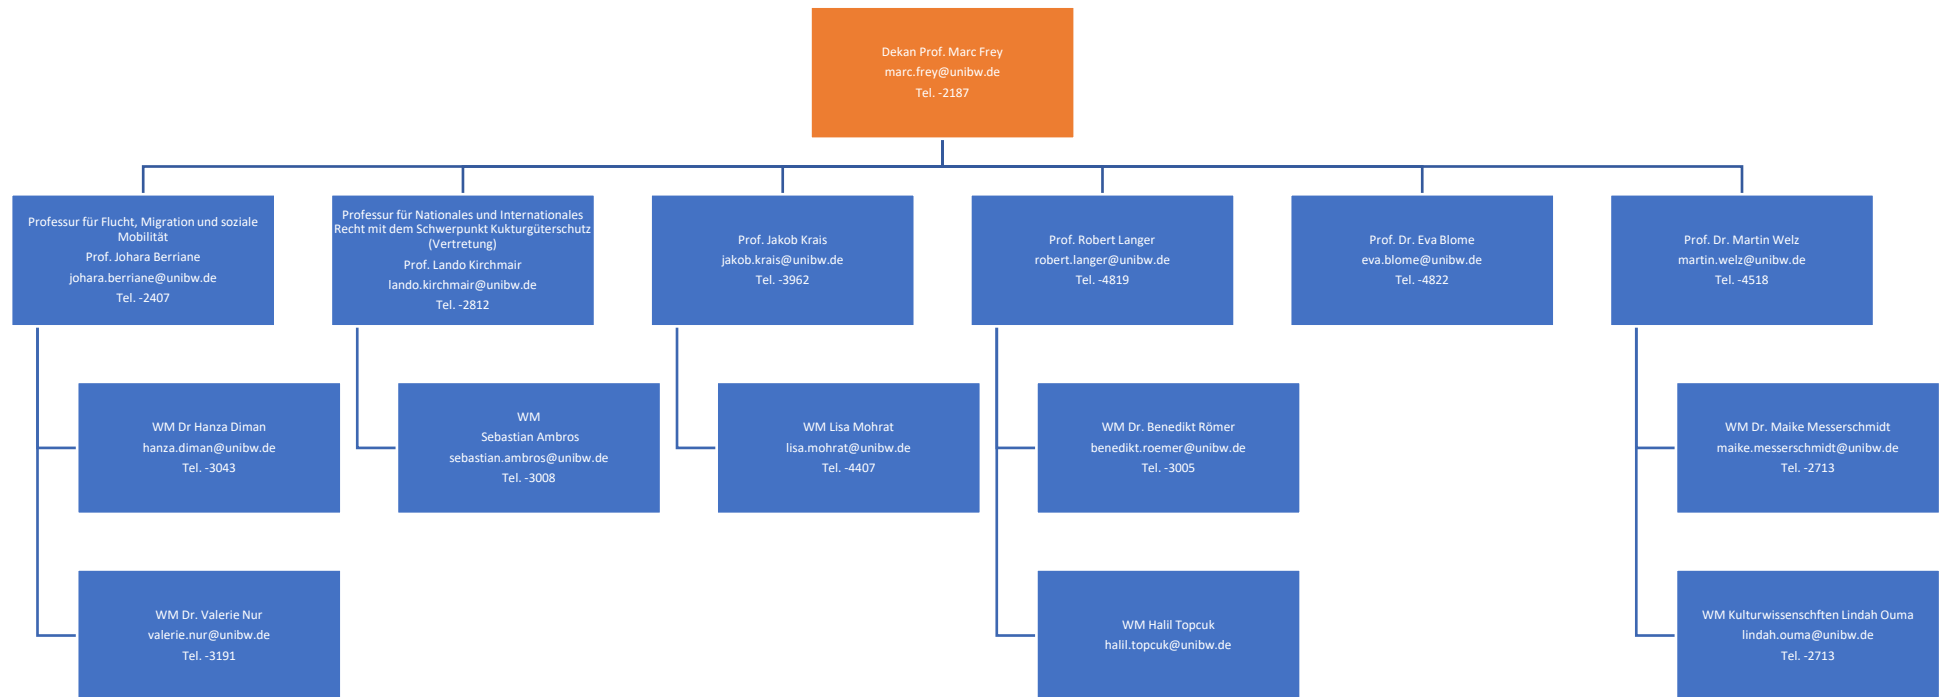 Dekan Prof. Marc Frey
marc.frey@unibw.de
Tel. -2187
Professur für Flucht, Migration und soziale
Mobilität
Prof. Johara Berriane
johara.berriane@unibw.de
Tel. -2407
Professur für Nationales und Internationales
Recht mit dem Schwerpunkt Kukturgüterschutz
(Vertretung)
Prof. Lando Kirchmair
lando.kirchmair@unibw.de
Tel. -2812
Prof. Jakob Krais
jakob.krais@unibw.de
Tel. -3962
Prof. Robert Langer
robert.langer@unibw.de
Tel. -4819
Prof. Dr. Eva Blome
eva.blome@unibw.de
Tel. -4822
Prof. Dr. Martin Welz
martin.welz@unibw.de
Tel. -4518
WM Dr Hanza Diman
hanza.diman@unibw.de
Tel. -3043
WM
Sebastian Ambros
sebastian.ambros@unibw.de
Tel. -3008
WM Lisa Mohrat
lisa.mohrat@unibw.de
Tel. -4407
WM Dr. Benedikt Römer
benedikt.roemer@unibw.de
Tel. -3005
WM Dr. Maike Messerschmidt
maike.messerschmidt@unibw.de
Tel. -2713
WM Dr. Valerie Nur
valerie.nur@unibw.de
Tel. -3191
WM Halil Topcuk
halil.topcuk@unibw.de
WM Kulturwissenschften Lindah Ouma
lindah.ouma@unibw.de
Tel. -2713